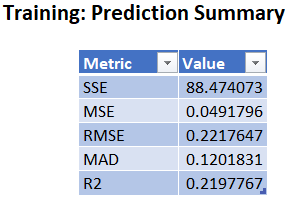 Training: Prediction Summary
Metric Value
SSE 88.474073
MSE 0.0491796
RMSE 0.2217647
MAD 0.1201831
R2 0.2197767